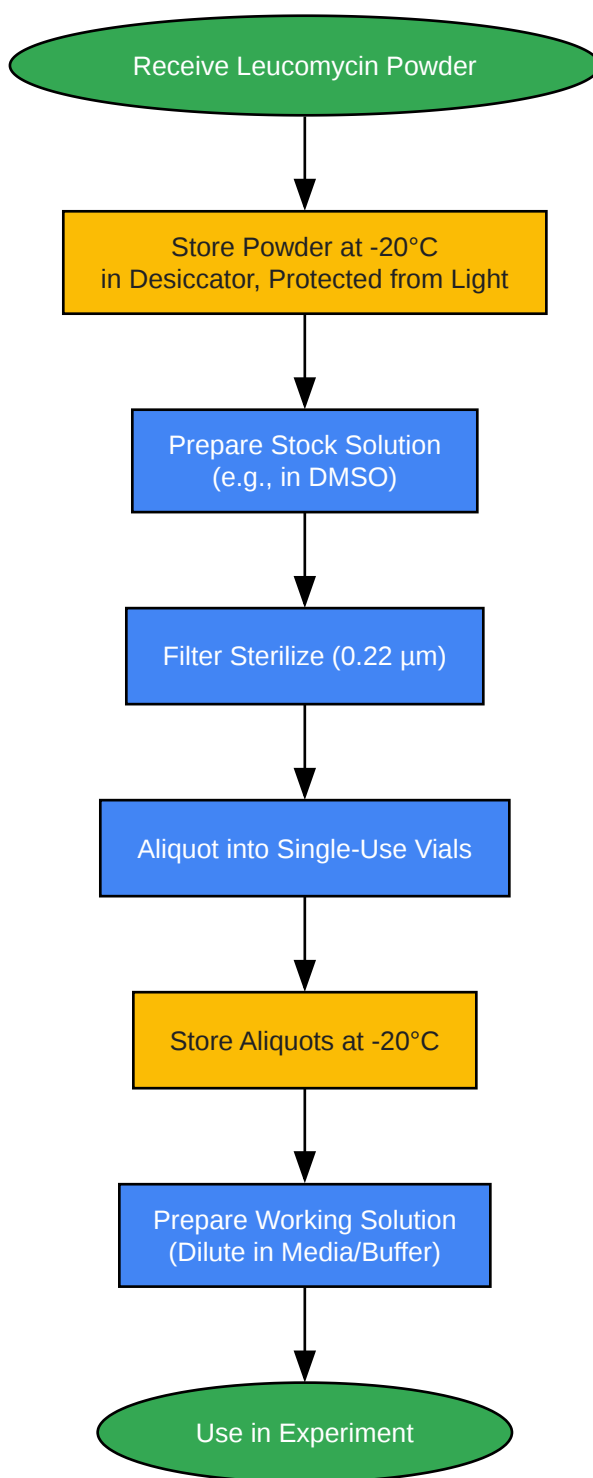 Receive Leucomycin Powder
Store Powder at -20°C
in Desiccator, Protected from Light
Prepare Stock Solution
(e.g., in DMSO)
Filter Sterilize (0.22 µm)
Aliquot into Single-Use Vials
Store Aliquots at -20°C
Prepare Working Solution
(Dilute in Media/Buffer)
Use in Experiment